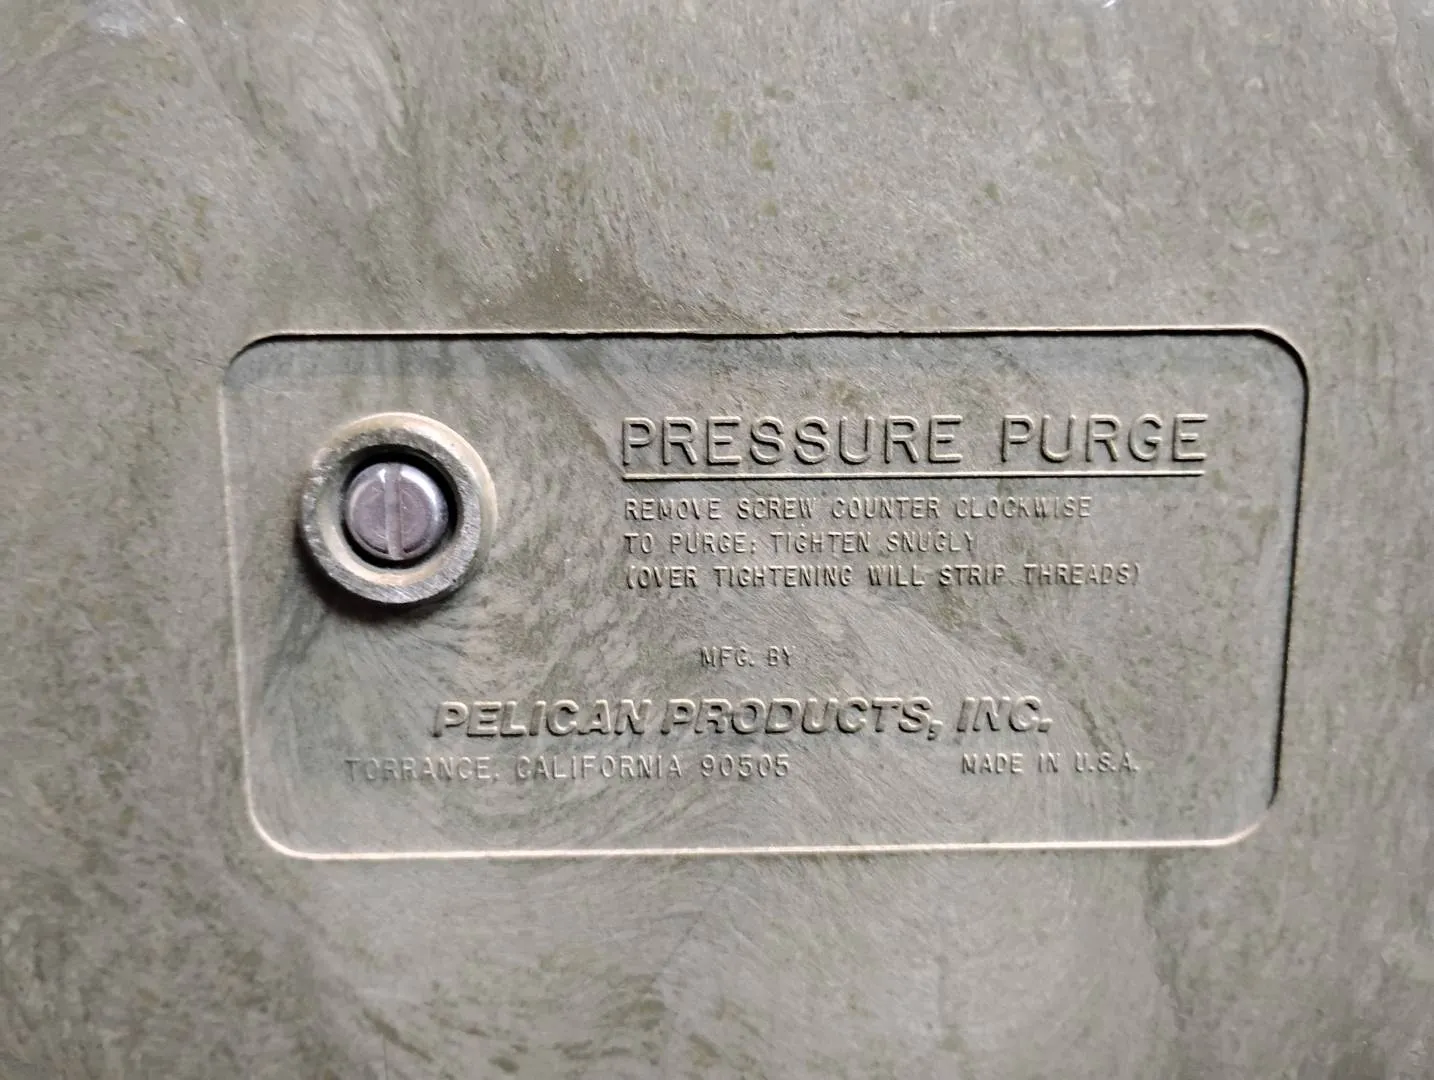 PRESSURE PURGE
REMOVE SCREW COUNTER CLOCKWISE
TO PURGE; TIGHTEN SNUGLY
(OVER TIGHTENING WILL STRIP THREADS)
MFG. BY
PELICAN PRODUCTS, INC.
TORRANCE, CALIFORNIA 90505
MADE IN U.S.A.